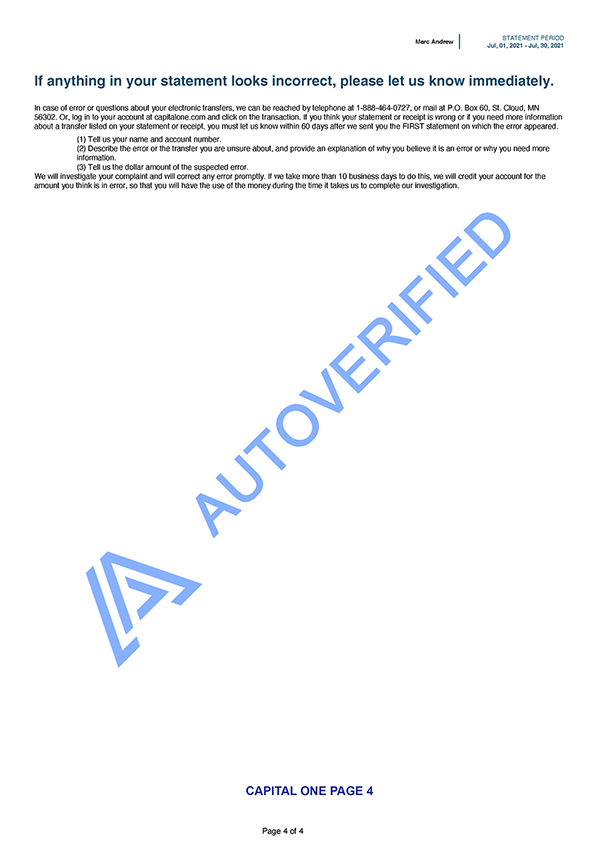 Marc Andrew
STATEMENT PERIOD
Jul, 01, 2021 - Jul, 30, 2021
If anything in your statement looks incorrect, please let us know immediately.
In case of error or questions about your electronic transfers, we can be reached by telephone at 1-888-464-0727, or mail at P.O. Box 60, St. Cloud, MN
56302. Or, log in to your account at capitalone.com and click on the transaction. If you think your statement or receipt is wrong or if you need more information
about a transfer listed on your statement or receipt, you must let us know within 60 days after we sent you the FIRST statement on which the error appeared.
(1) Tell us your name and account number.
(2) Describe the error or the transfer you are unsure about, and provide an explanation of why you believe it is an error or why you need more
information.
(3) Tell us the dollar amount of the suspected error.
We will investigate your complaint and will correct any error promptly. If we take more than 10 business days to do this, we will credit your account for the
amount you think is in error, so that you will have the use of the money during the time it takes us to complete our investigation.
AUTOVERIFIED
CAPITAL ONE PAGE 4
Page 4 of 4